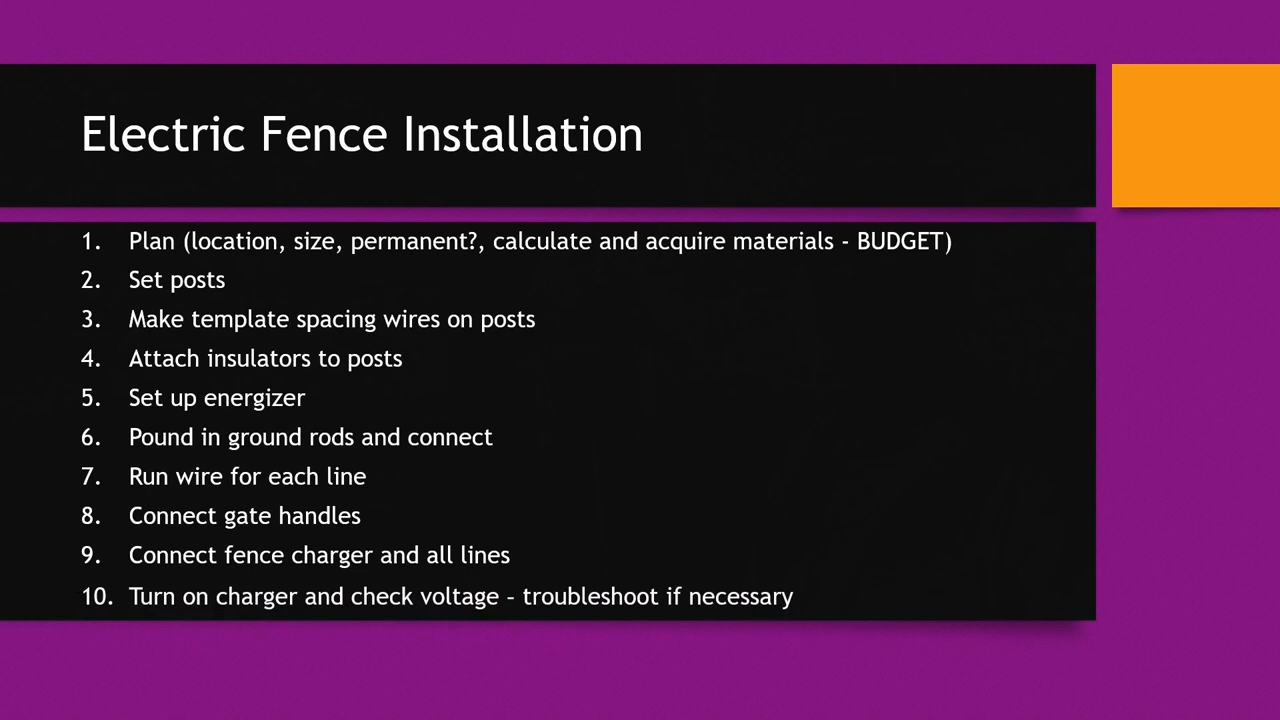 Electric Fence Installation
1. Plan (location, size, permanent?, calculate and acquire materials - BUDGET)
2. Set posts
3. Make template spacing wires on posts
4. Attach insulators to posts
5. Set up energizer
6. Pound in ground rods and connect
7. Run wire for each line
8. Connect gate handles
9. Connect fence charger and all lines
10. Turn on charger and check voltage – troubleshoot if necessary